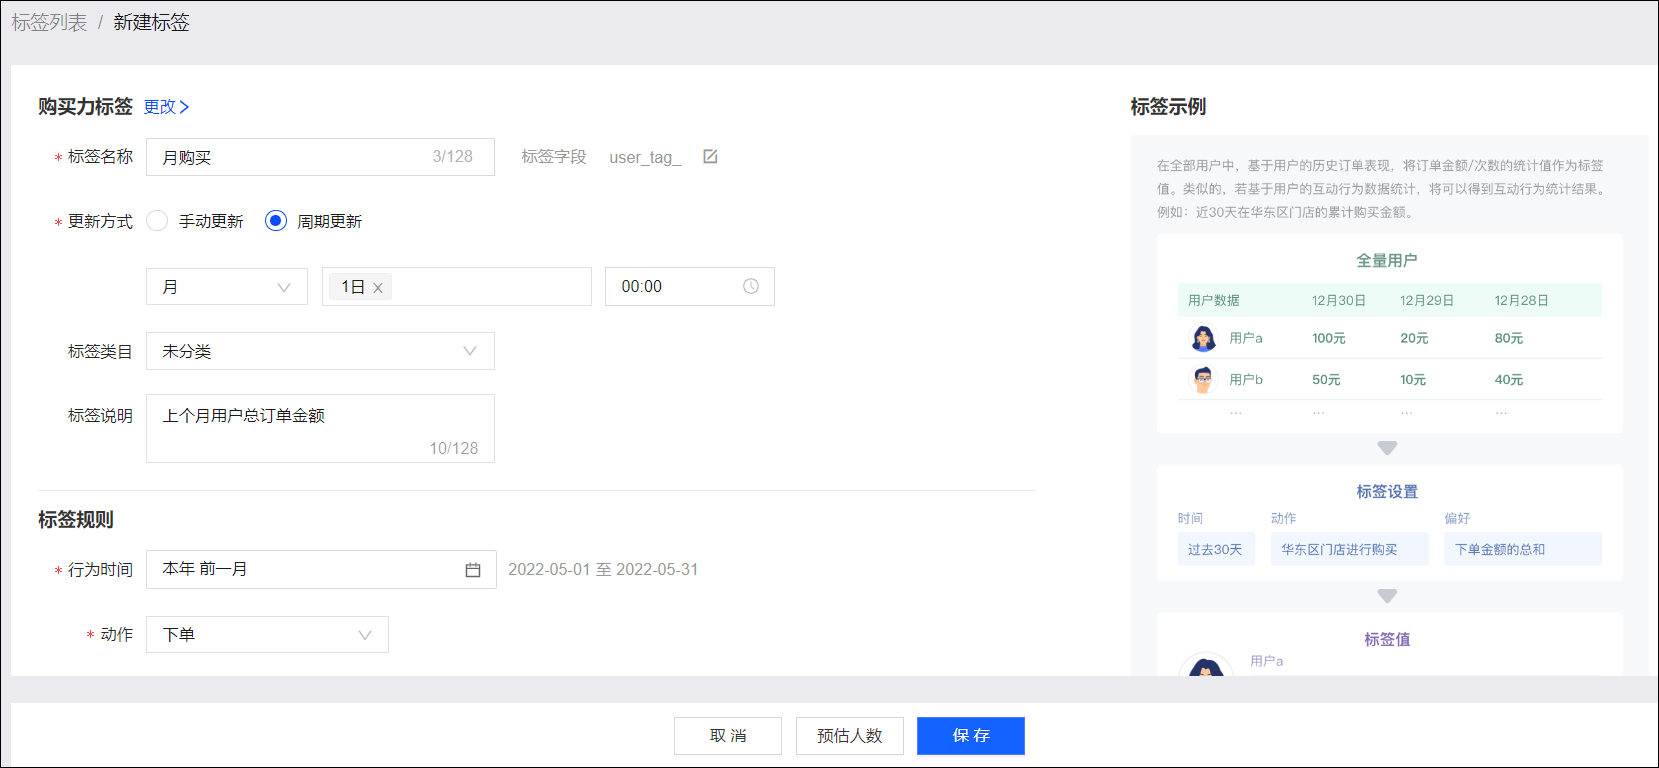 标签列表 / 新建标签
购买力标签 更改
* 标签名称 月购买 3/128 标签字段 user_tag_
* 更新方式 手动更新 周期更新
月 1日 x 00:00
标签类目 未分类
标签说明 上个月用户总订单金额
10/128
标签规则
* 行为时间 本年 前一月 2022-05-01 至 2022-05-31
* 动作 下单
标签示例
在全部用户中，基于用户的历史订单表现，将订单金额/次数的统计值作为标签
值。类似的，若基于用户的互动行为数据统计，将可以得到互动行为统计结果。
例如：近30天在华东区门店的累计购买金额。
全量用户
用户数据 12月30日 12月29日 12月28日
用户a 100元 20元 80元
用户b 50元 10元 40元
... ... ... ...
标签设置
时间 动作 偏好
过去30天 华东区门店进行购买 下单金额的总和
标签值
用户a
取 消 预估人数 保 存